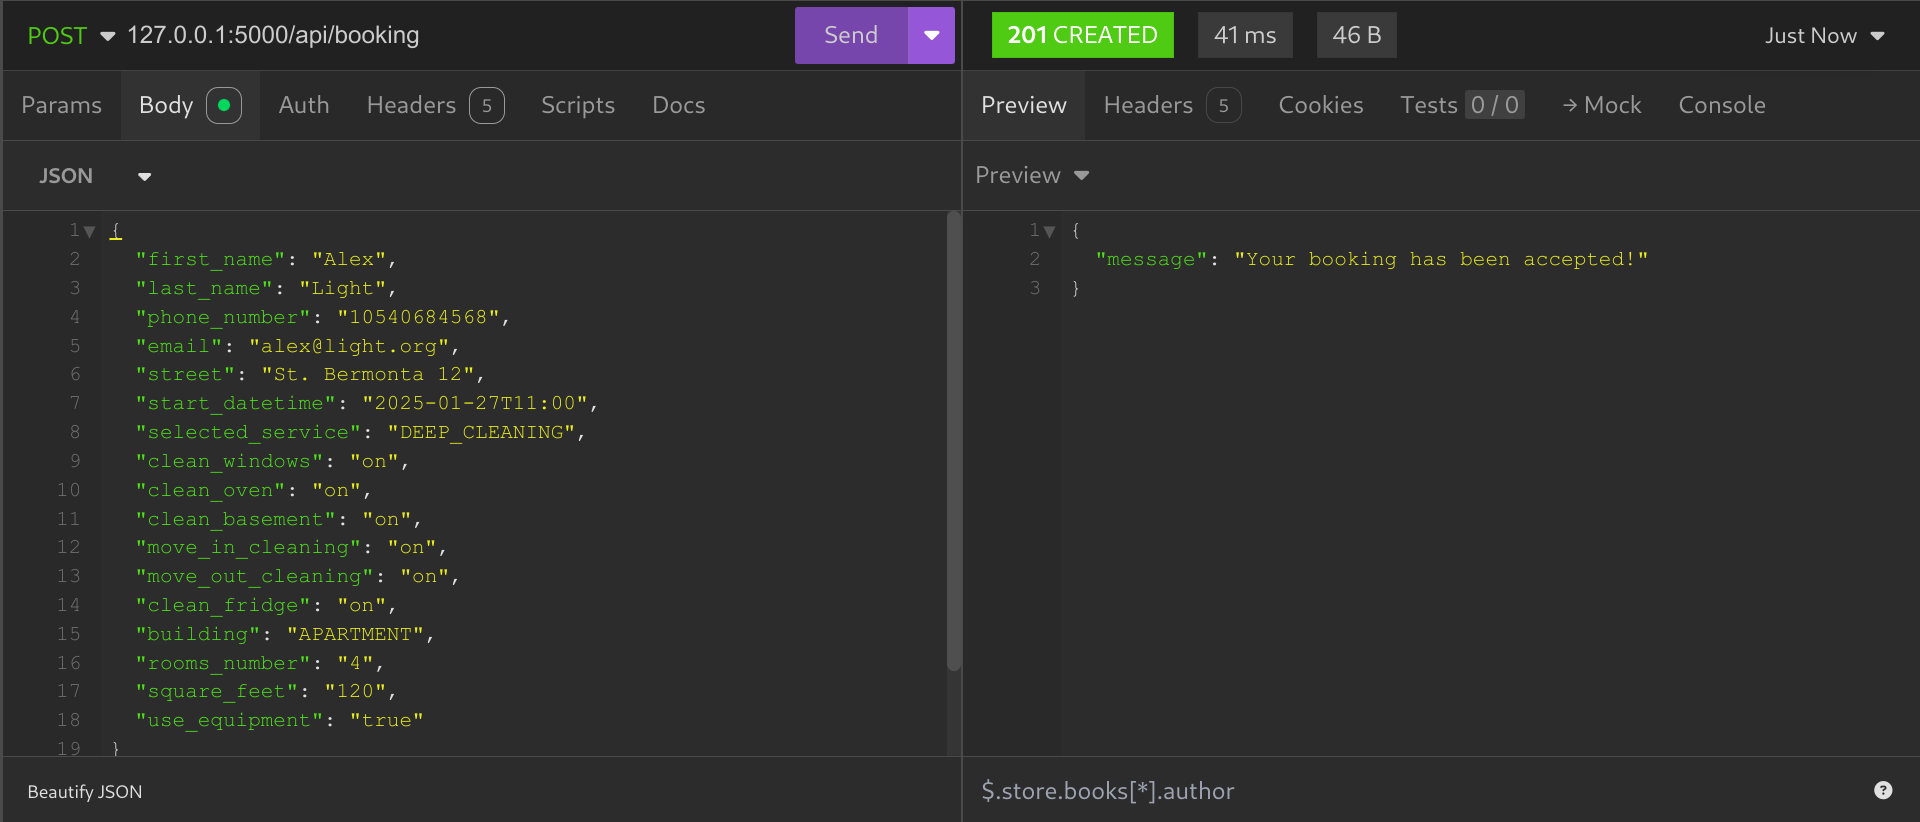 POST 127.0.0.1:5000/api/booking Send
Params Body Auth Headers 5 Scripts Docs
JSON
1 {
2 "first_name": "Alex",
3 "last_name": "Light",
4 "phone_number": "10540684568",
5 "email": "alex@light.org",
6 "street": "St. Bermonta 12",
7 "start_datetime": "2025-01-27T11:00",
8 "selected_service": "DEEP_CLEANING",
9 "clean_windows": "on",
10 "clean_oven": "on",
11 "clean_basement": "on",
12 "move_in_cleaning": "on",
13 "move_out_cleaning": "on",
14 "clean_fridge": "on",
15 "building": "APARTMENT",
16 "rooms_number": "4",
17 "square_feet": "120",
18 "use_equipment": "true"
19 }
Beautify JSON
201 CREATED 41 ms 46 B Just Now
Preview Headers 5 Cookies Tests 0 / 0 → Mock Console
Preview
1 {
2 "message": "Your booking has been accepted!"
3 }
$.store.books[*].author ?